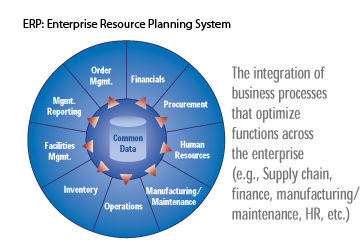 ERP: Enterprise Resource Planning System
Order
Mgmt.
Financials
Mgmt.
Reporting
Procurement
Common
Data
Facilities
Mgmt.
Human
Resources
Inventory
Manufacturing/
Maintenance
Operations
The integration of
business processes
that optimize
functions across
the enterprise
(e.g., Supply chain,
finance, manufacturing/
maintenance, HR, etc.)